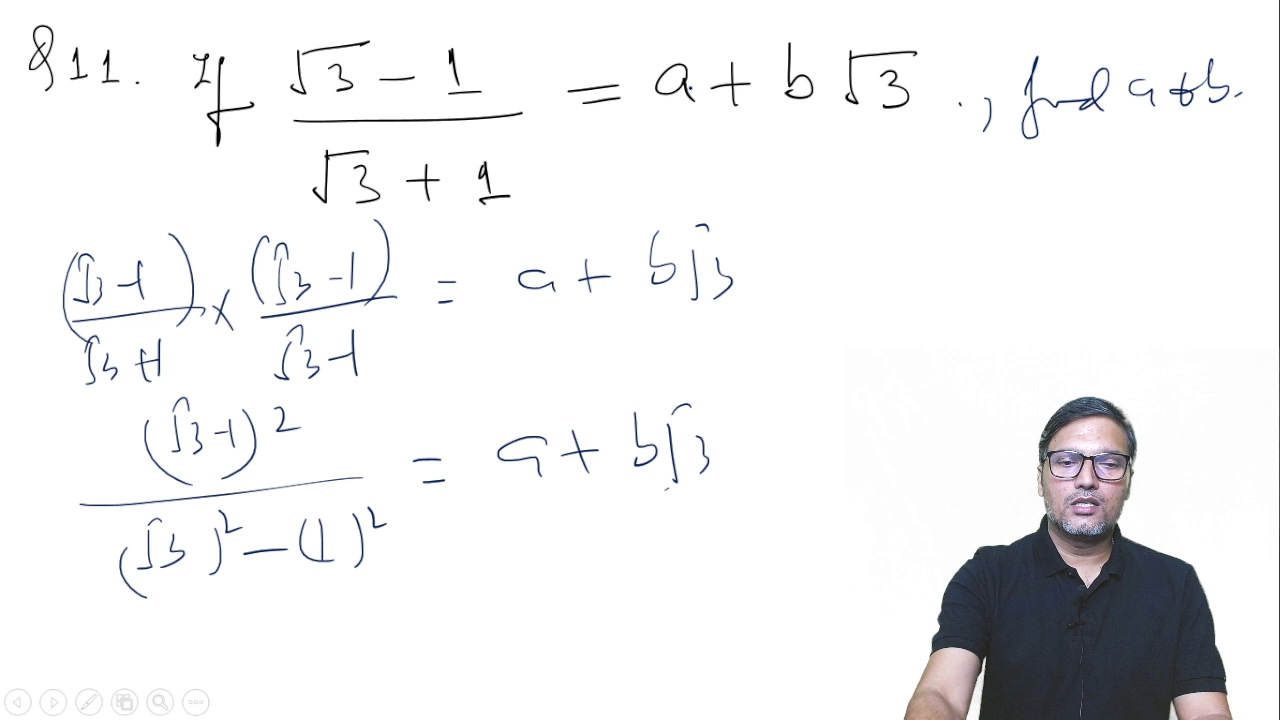 Q11. If (√3 - 1)/(√3 + 1) = a + b√3 ., find a & b.
(√3-1)/(√3+1) × (√3-1)/(√3-1) = a + b√3
(√3-1)²/((√3)² - (1)²) = a + b√3